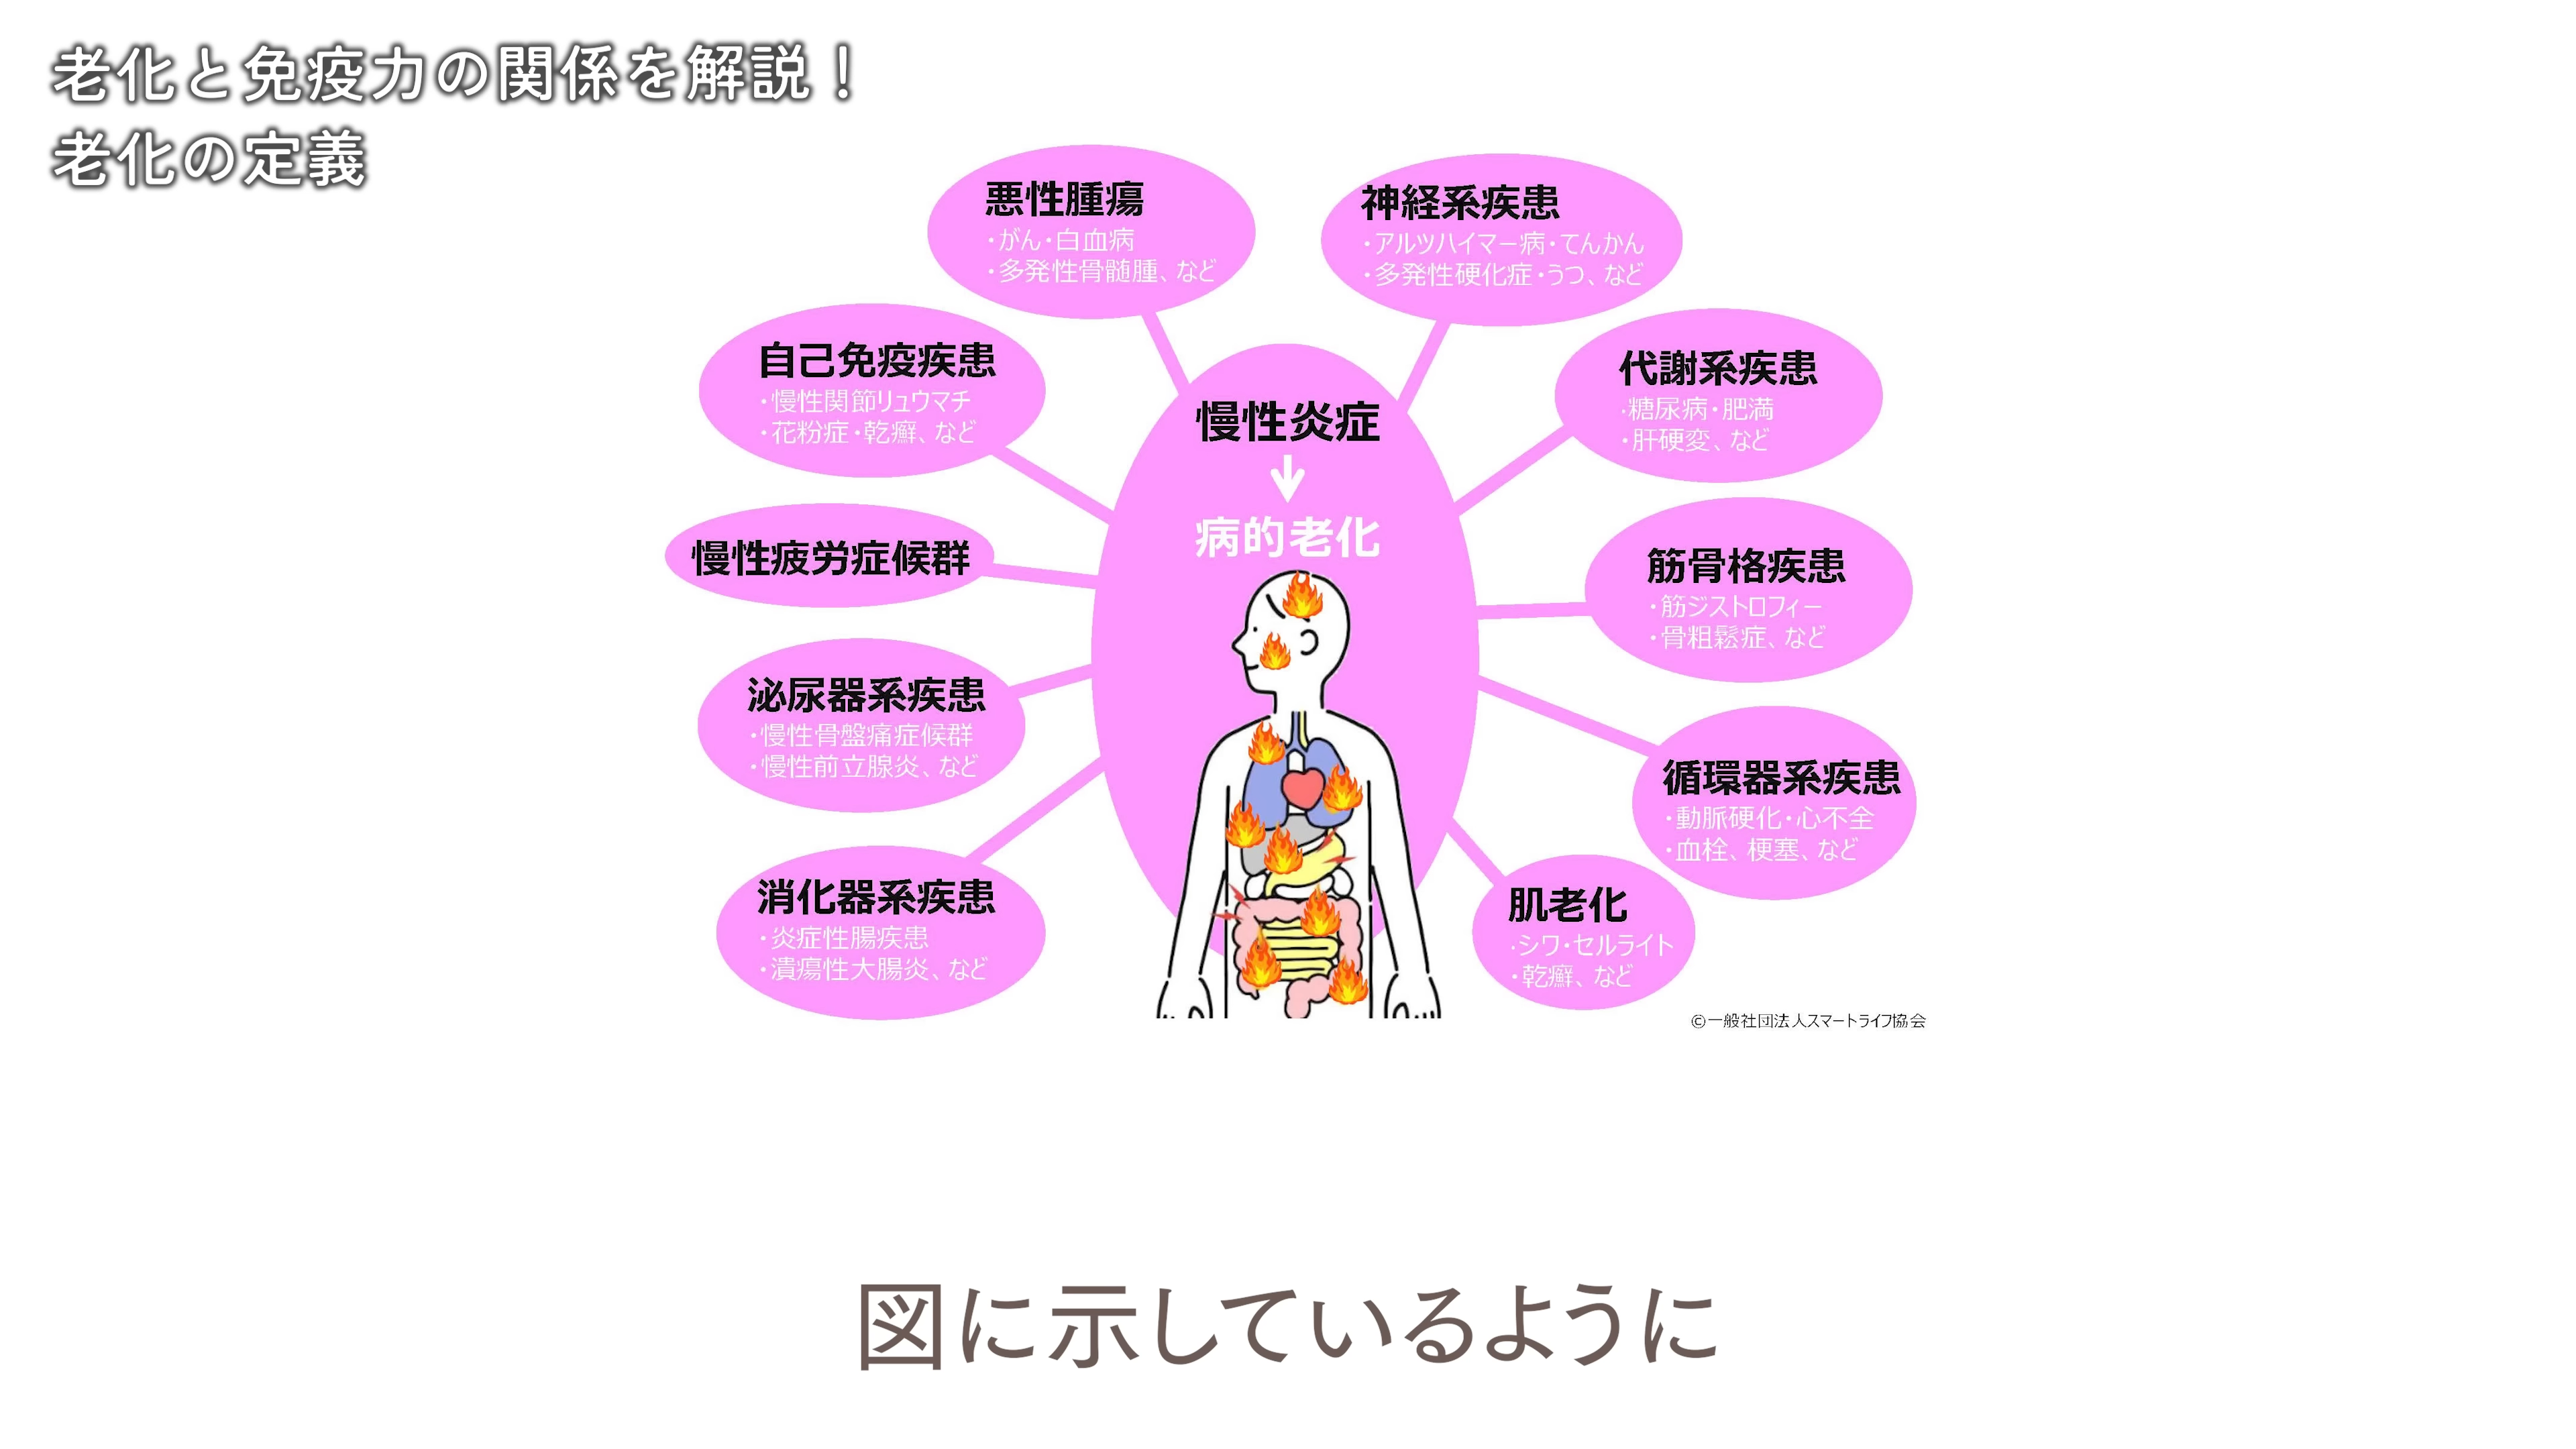 老化と免疫力の関係を解説！
老化の定義
悪性腫瘍
・がん・白血病
・多発性骨髄腫、など
神経系疾患
・アルツハイマー病・てんかん
・多発性硬化症・うつ、など
自己免疫疾患
・慢性関節リュウマチ
・花粉症・乾癬、など
代謝系疾患
・糖尿病・肥満
・肝硬変、など
慢性炎症
↓
病的老化
慢性疲労症候群
筋骨格疾患
・筋ジストロフィー
・骨粗鬆症、など
泌尿器系疾患
・慢性骨盤痛症候群
・慢性前立腺炎、など
循環器系疾患
・動脈硬化・心不全
・血栓、梗塞、など
消化器系疾患
・炎症性腸疾患
・潰瘍性大腸炎、など
肌老化
・シワ・セルライト
・乾癬、など
©一般社団法人スマートライフ協会
図に示しているように